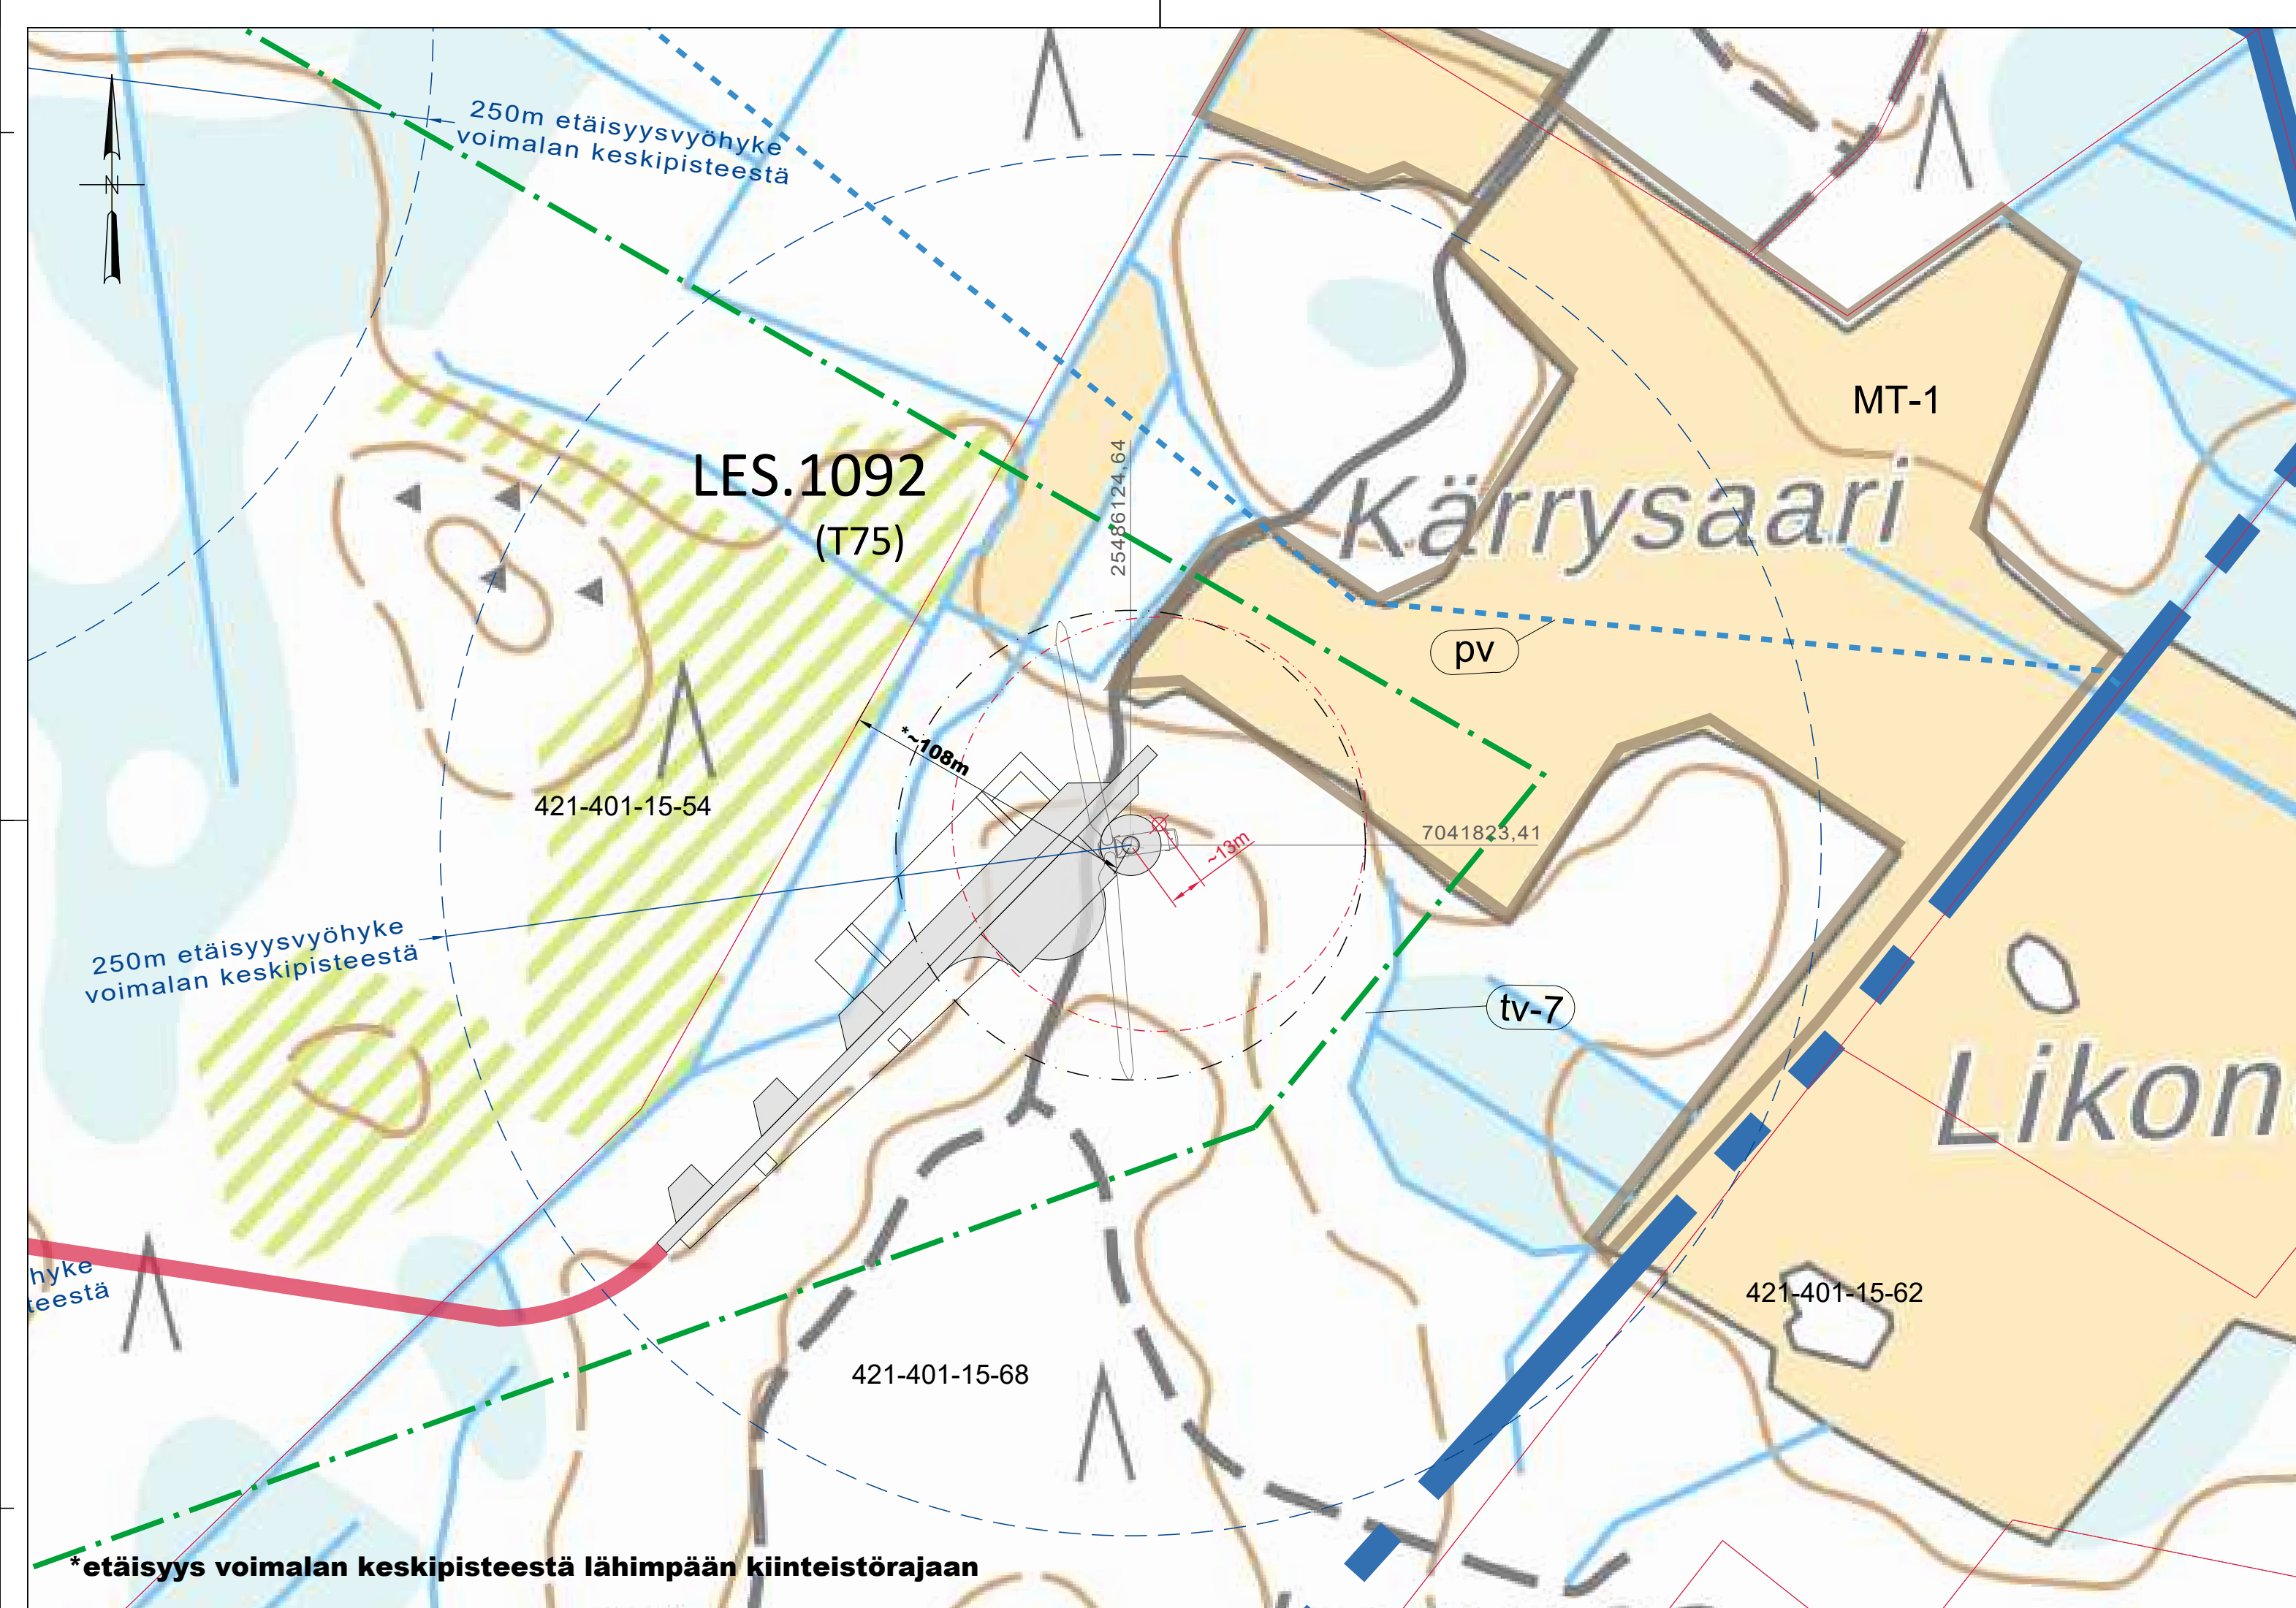 N
250m etäisyysvyöhyke
voimalan keskipisteestä
MT-1
LES.1092
(T75)
25486124,64
Kärrysaari
pv
*~108m
421-401-15-54
7041823,41
~13m
250m etäisyysvyöhyke
voimalan keskipisteestä
tv-7
Likon
hyke
teestä
421-401-15-62
421-401-15-68
*etäisyys voimalan keskipisteestä lähimpään kiinteistörajaan